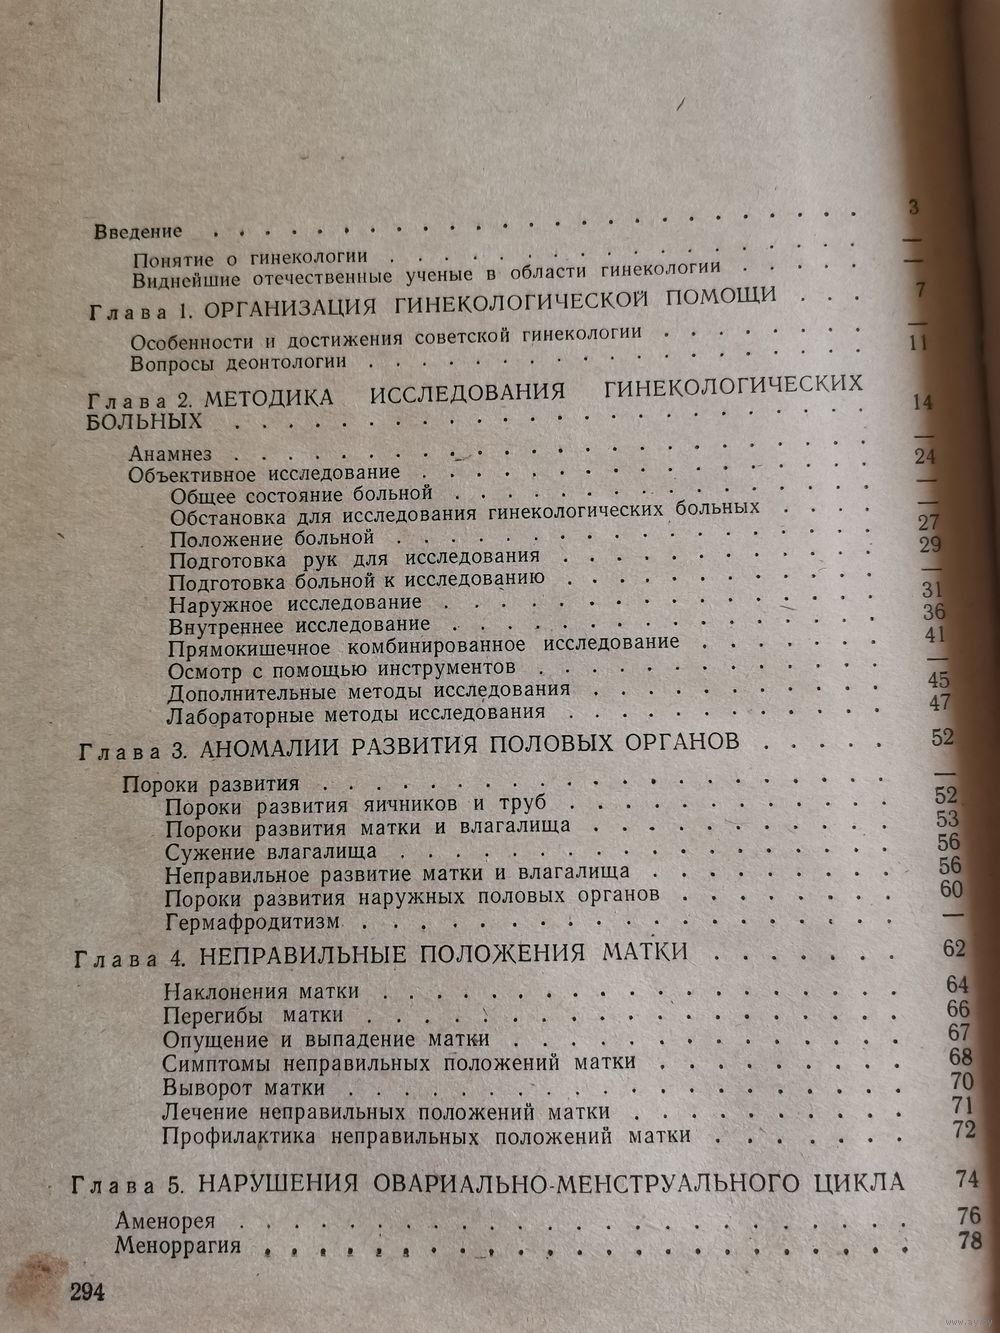 Введение . . . . . . . . . . . . . . . . . . . . . . . . . 3
Понятие о гинекологии . . . . . . . . . . . . . . . . . —
Виднейшие отечественные ученые в области гинекологии . . . . . —
Глава 1. ОРГАНИЗАЦИЯ ГИНЕКОЛОГИЧЕСКОЙ ПОМОЩИ . . . 7
Особенности и достижения советской гинекологии . . . . . . . . —
Вопросы деонтологии . . . . . . . . . . . . . . . . . . 11
Глава 2. МЕТОДИКА ИССЛЕДОВАНИЯ ГИНЕКОЛОГИЧЕСКИХ
БОЛЬНЫХ . . . . . . . . . . . . . . . . . . . . . . . . 14
Анамнез . . . . . . . . . . . . . . . . . . . . . . . . —
Объективное исследование . . . . . . . . . . . . . . . . . 24
Общее состояние больной . . . . . . . . . . . . . . . . —
Обстановка для исследования гинекологических больных . . . . —
Положение больной . . . . . . . . . . . . . . . . . . 27
Подготовка рук для исследования . . . . . . . . . . . . 29
Подготовка больной к исследованию . . . . . . . . . . . . —
Наружное исследование . . . . . . . . . . . . . . . . 31
Внутреннее исследование . . . . . . . . . . . . . . . . 36
Прямокишечное комбинированное исследование . . . . . . . 41
Осмотр с помощью инструментов . . . . . . . . . . . . . —
Дополнительные методы исследования . . . . . . . . . . . 45
Лабораторные методы исследования . . . . . . . . . . . . 47
Глава 3. АНОМАЛИИ РАЗВИТИЯ ПОЛОВЫХ ОРГАНОВ . . . . . 52
Пороки развития . . . . . . . . . . . . . . . . . . . . . —
Пороки развития яичников и труб . . . . . . . . . . . . 52
Пороки развития матки и влагалища . . . . . . . . . . . 53
Сужение влагалища . . . . . . . . . . . . . . . . . . 56
Неправильное развитие матки и влагалища . . . . . . . . . 56
Пороки развития наружных половых органов . . . . . . . . 60
Гермафродитизм . . . . . . . . . . . . . . . . . . . . —
Глава 4. НЕПРАВИЛЬНЫЕ ПОЛОЖЕНИЯ МАТКИ . . . . . . . 62
Наклонения матки . . . . . . . . . . . . . . . . . . . 64
Перегибы матки . . . . . . . . . . . . . . . . . . . . 66
Опущение и выпадение матки . . . . . . . . . . . . . . 67
Симптомы неправильных положений матки . . . . . . . . . 68
Выворот матки . . . . . . . . . . . . . . . . . . . . 70
Лечение неправильных положений матки . . . . . . . . . . 71
Профилактика неправильных положений матки . . . . . . . 72
Глава 5. НАРУШЕНИЯ ОВАРИАЛЬНО-МЕНСТРУАЛЬНОГО ЦИКЛА 74
Аменорея . . . . . . . . . . . . . . . . . . . . . . . . 76
Меноррагия . . . . . . . . . . . . . . . . . . . . . . . 78
294